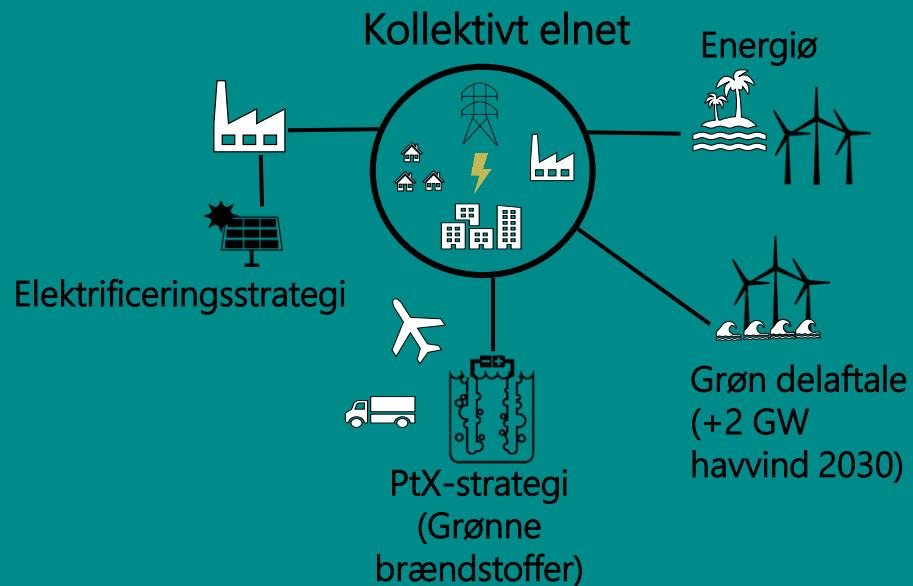 Kollektivt elnet
Energiø
Elektrificeringsstrategi
Grøn delaftale
(+2 GW
havvind 2030)
PtX-strategi
(Grønne
brændstoffer)